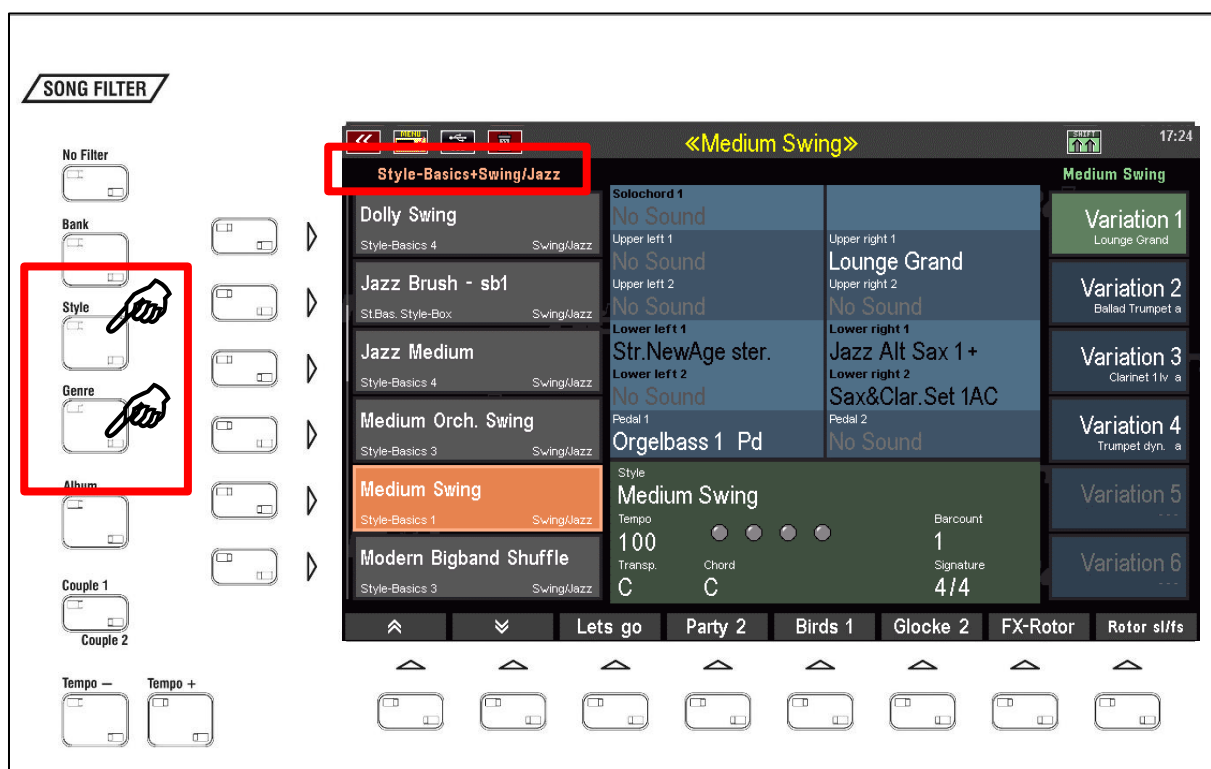 SONG FILTER
No Filter
Bank
Style
Genre
Album
Couple 1
Couple 2
Tempo —
Tempo +
MENU
«Medium Swing»
SHIFT
17:24
Style-Basics+Swing/Jazz
Medium Swing
Dolly Swing
Style-Basics 4 Swing/Jazz
Jazz Brush - sb1
St.Bas. Style-Box Swing/Jazz
Jazz Medium
Style-Basics 4 Swing/Jazz
Medium Orch. Swing
Style-Basics 3 Swing/Jazz
Medium Swing
Style-Basics 1 Swing/Jazz
Modern Bigband Shuffle
Style-Basics 3 Swing/Jazz
Solochord 1
No Sound
Upper left 1
No Sound
Upper right 1
Lounge Grand
Upper left 2
No Sound
Upper right 2
No Sound
Lower left 1
Str.NewAge ster.
Lower right 1
Jazz Alt Sax 1+
Lower left 2
No Sound
Lower right 2
Sax&Clar.Set 1AC
Pedal 1
Orgelbass 1 Pd
Pedal 2
No Sound
Style
Medium Swing
Tempo
100
Barcount
1
Transp.
C
Chord
C
Signature
4/4
Variation 1
Lounge Grand
Variation 2
Ballad Trumpet a
Variation 3
Clarinet 1 lv a
Variation 4
Trumpet dyn. a
Variation 5
---
Variation 6
---
Lets go
Party 2
Birds 1
Glocke 2
FX-Rotor
Rotor sl/fs